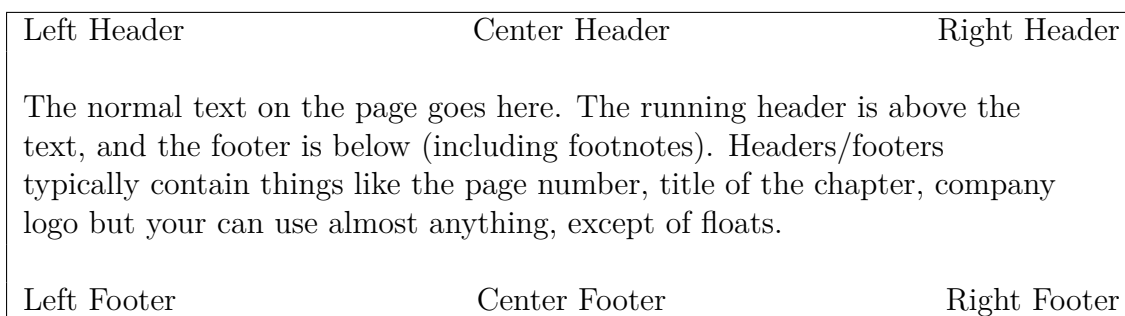 Left Header Center Header Right Header
The normal text on the page goes here. The running header is above the
text, and the footer is below (including footnotes). Headers/footers
typically contain things like the page number, title of the chapter, company
logo but your can use almost anything, except of floats.
Left Footer Center Footer Right Footer